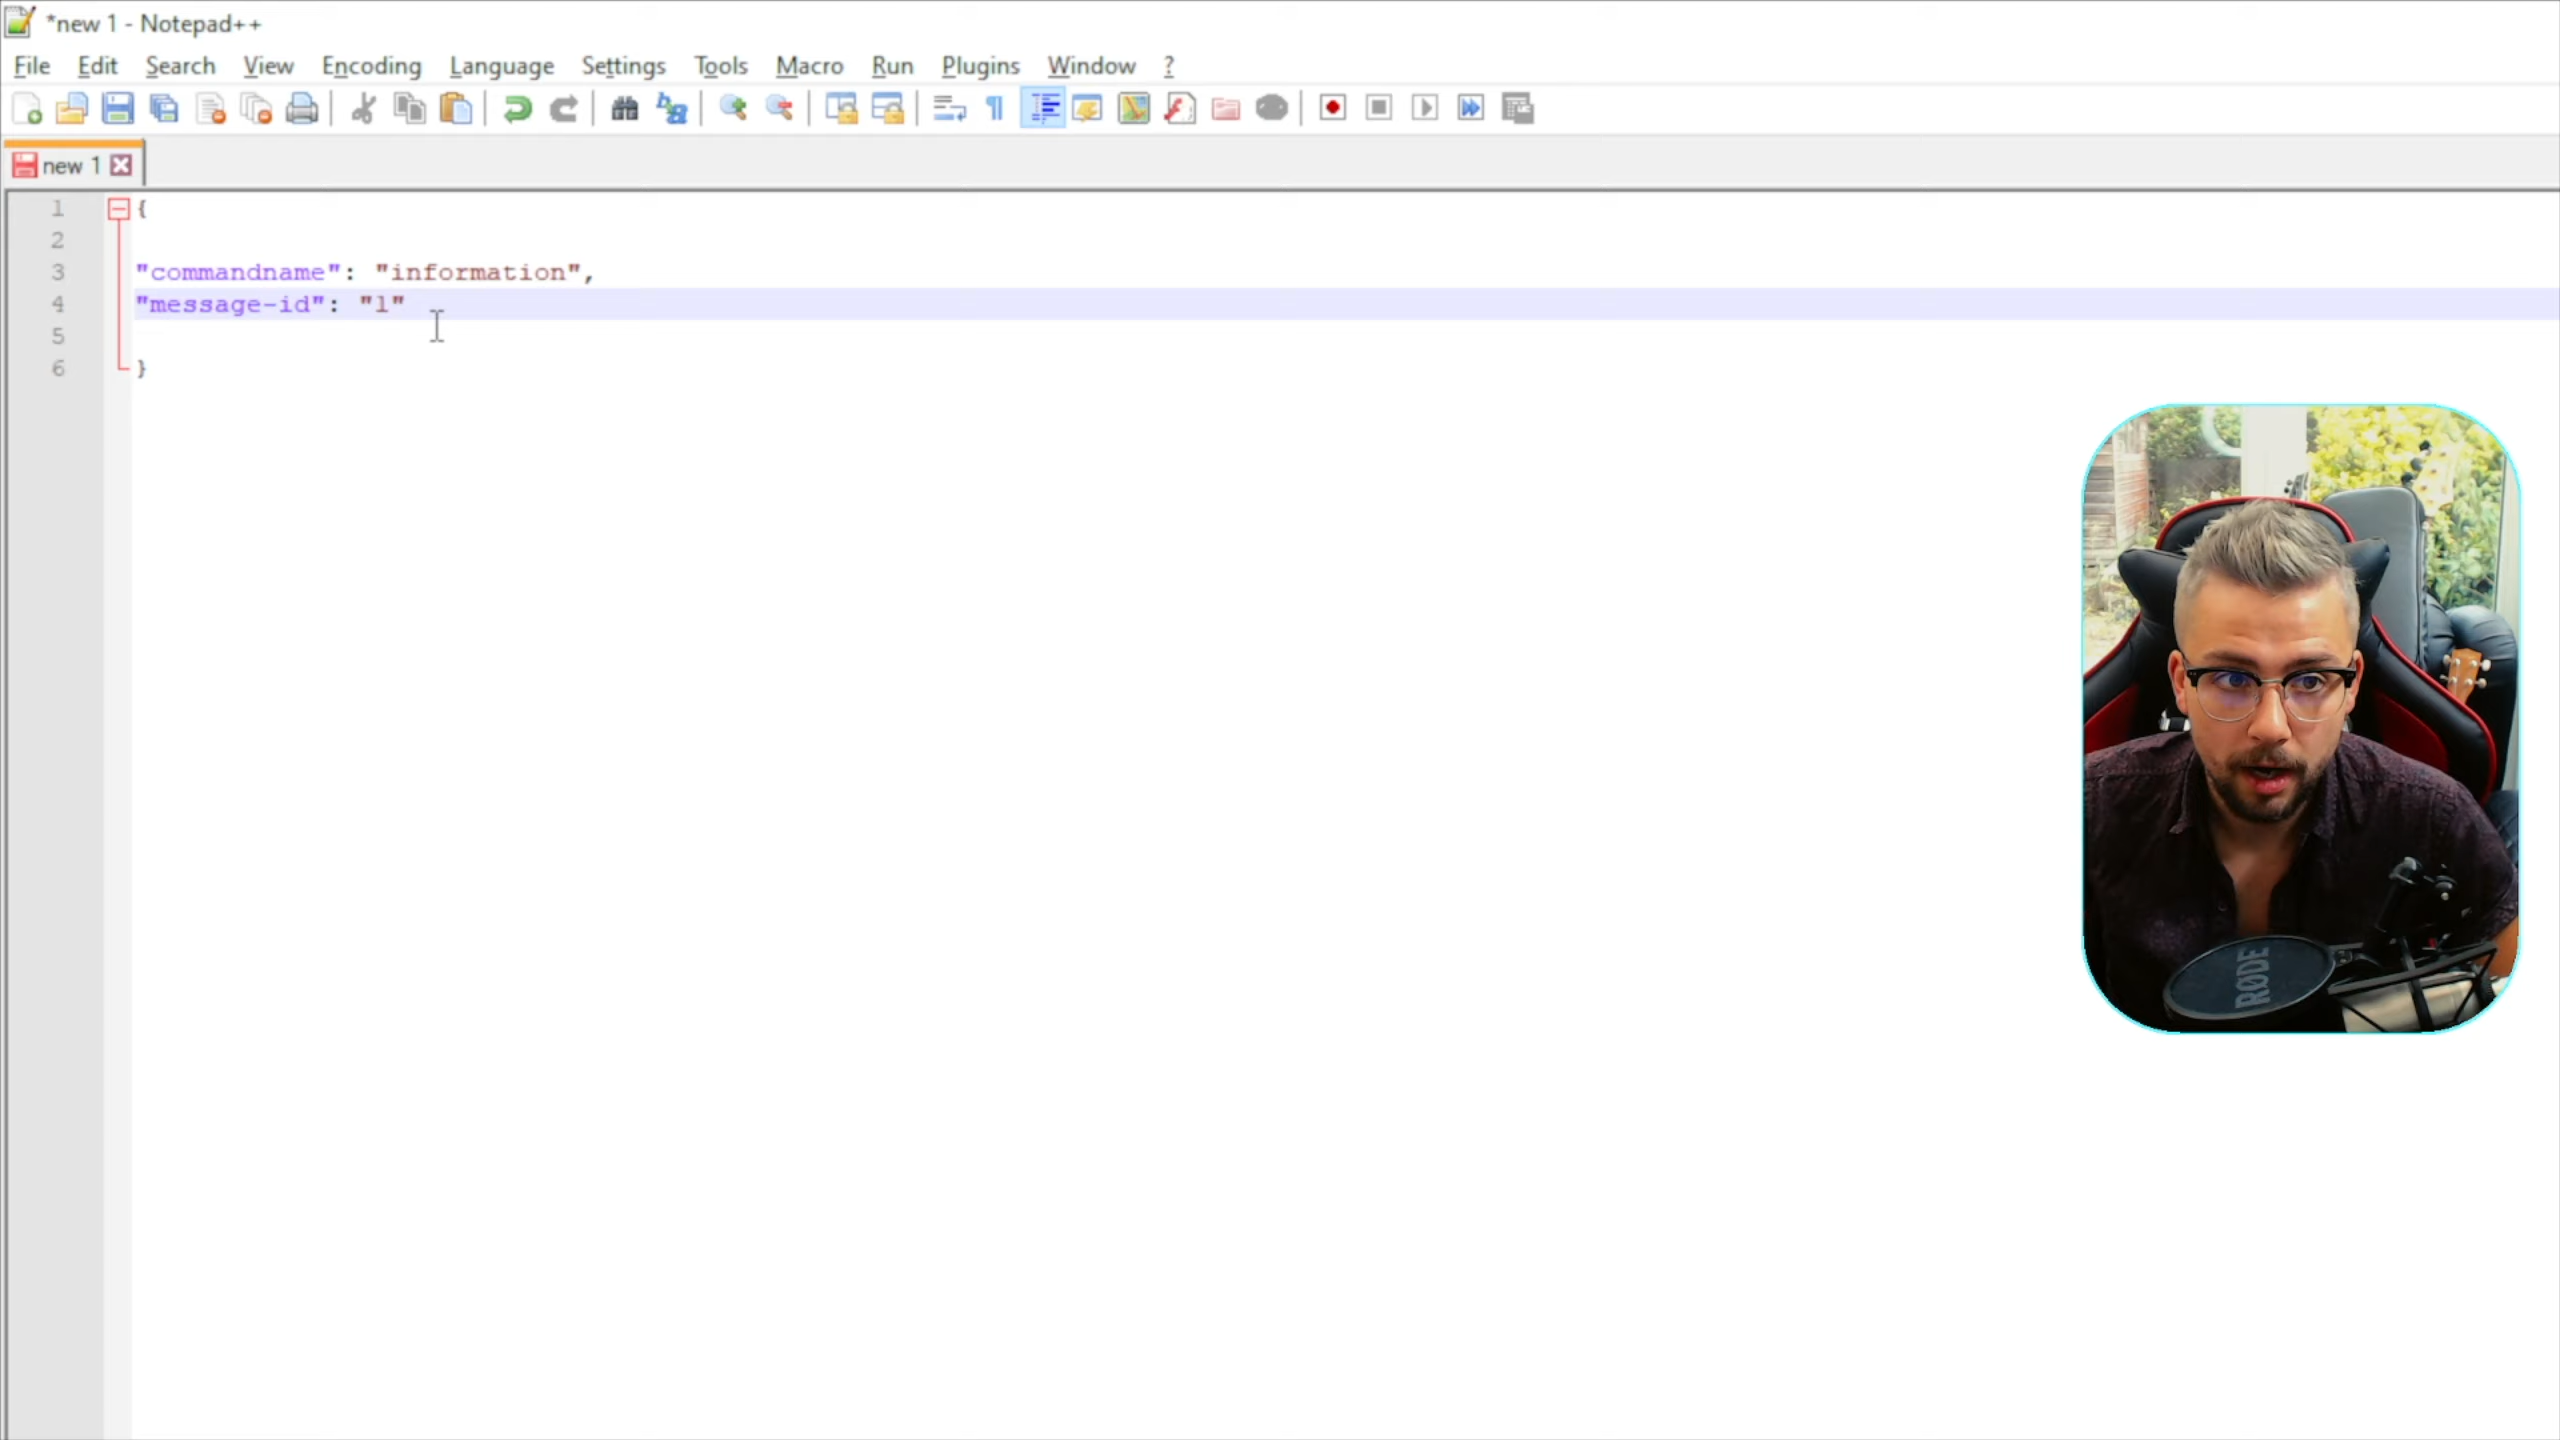 *new 1 - Notepad++
File Edit Search View Encoding Language Settings Tools Macro Run Plugins Window ?
new 1
1 {
2
3 "commandname": "information",
4 "message-id": "1"
5
6 }
RØDE